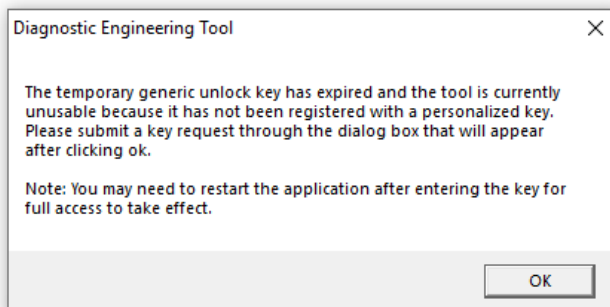 Diagnostic Engineering Tool
The temporary generic unlock key has expired and the tool is currently
unusable because it has not been registered with a personalized key.
Please submit a key request through the dialog box that will appear
after clicking ok.
Note: You may need to restart the application after entering the key for
full access to take effect.
OK